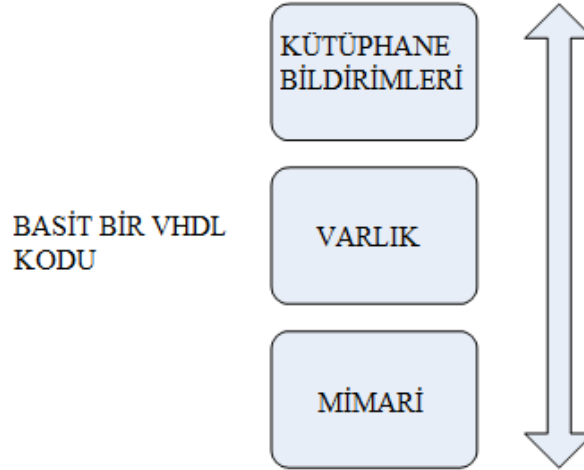 KÜTÜPHANE
BİLDİRİMLERİ
BASİT BİR VHDL
KODU
VARLIK
MİMARİ